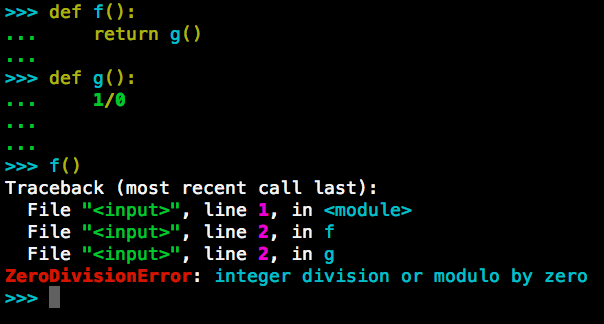 >>> def f():
...     return g()
...
>>> def g():
...     1/0
...
...
>>> f()
Traceback (most recent call last):
  File "<input>", line 1, in <module>
  File "<input>", line 2, in f
  File "<input>", line 2, in g
ZeroDivisionError: integer division or modulo by zero
>>>